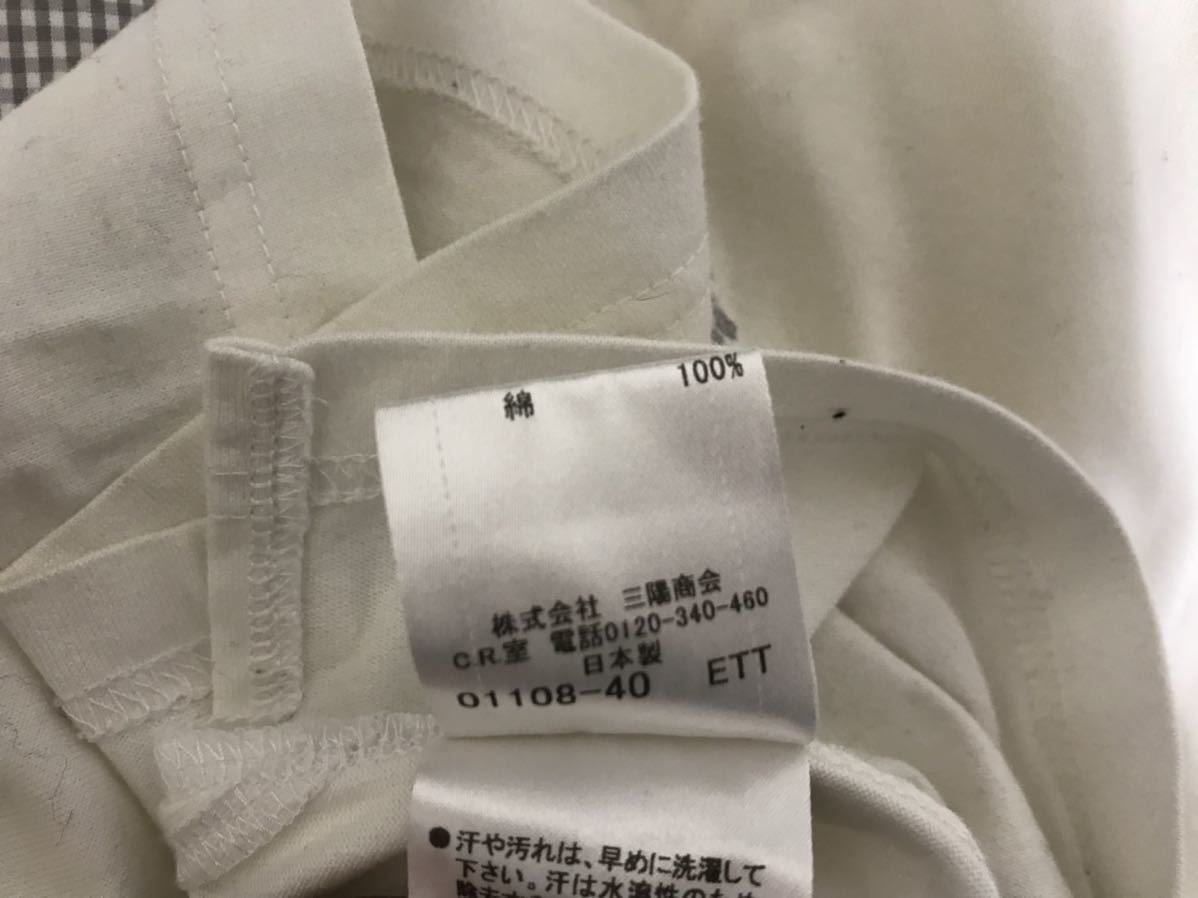 綿 100%
株式会社 三陽商会
C.R.室 電話0120-340-460
日本製
01108-40 ETT
●汗や汚れは、早めに洗濯して
下さい。汗は水溶性のため